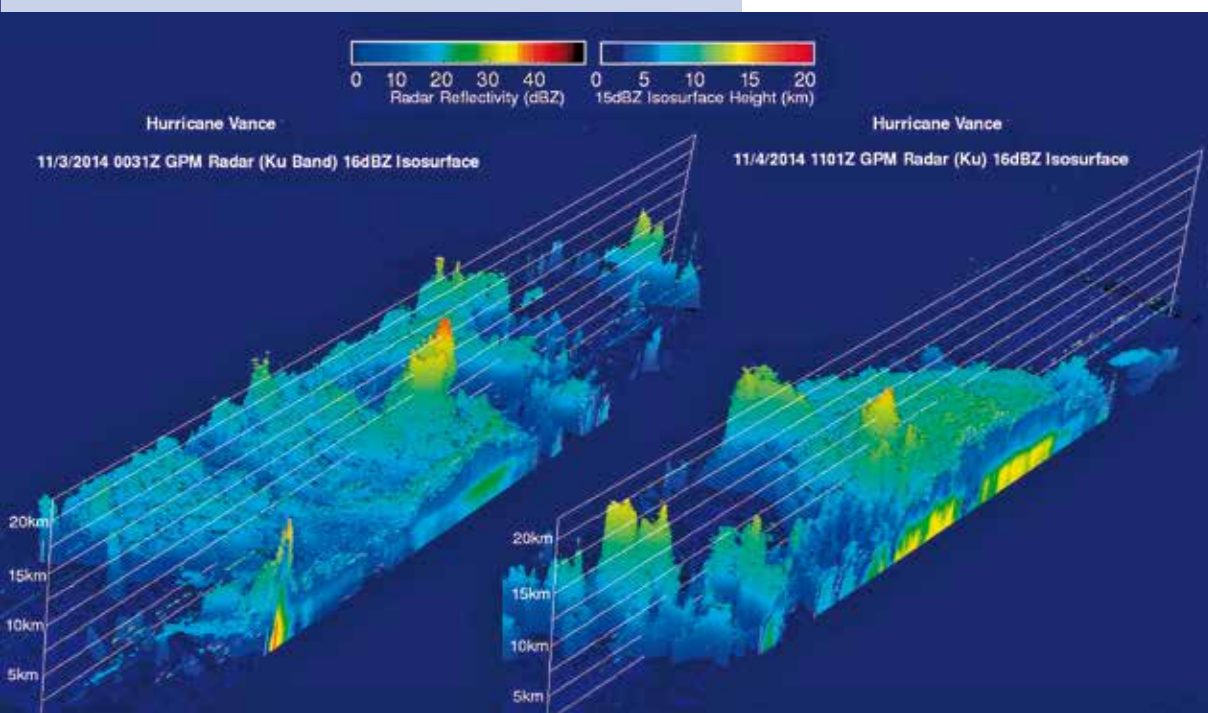 0 10 20 30 40
Radar Reflectivity (dBZ)
0 5 10 15 20
15dBZ Isosurface Height (km)
Hurricane Vance
11/3/2014 0031Z GPM Radar (Ku Band) 16dBZ Isosurface
20km
15km
10km
5km
Hurricane Vance
11/4/2014 1101Z GPM Radar (Ku) 16dBZ Isosurface
20km
15km
10km
5km